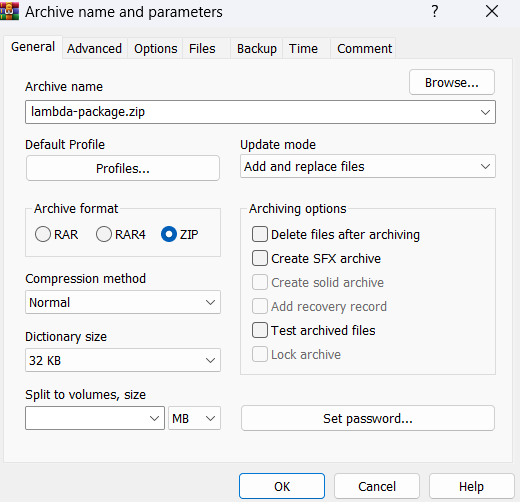 Archive name and parameters
?
General Advanced Options Files Backup Time Comment
Archive name
Browse...
lambda-package.zip
Default Profile
Profiles...
Update mode
Add and replace files
Archive format
RAR RAR4 ZIP
Compression method
Normal
Dictionary size
32 KB
Split to volumes, size
MB
Archiving options
Delete files after archiving
Create SFX archive
Create solid archive
Add recovery record
Test archived files
Lock archive
Set password...
OK Cancel Help